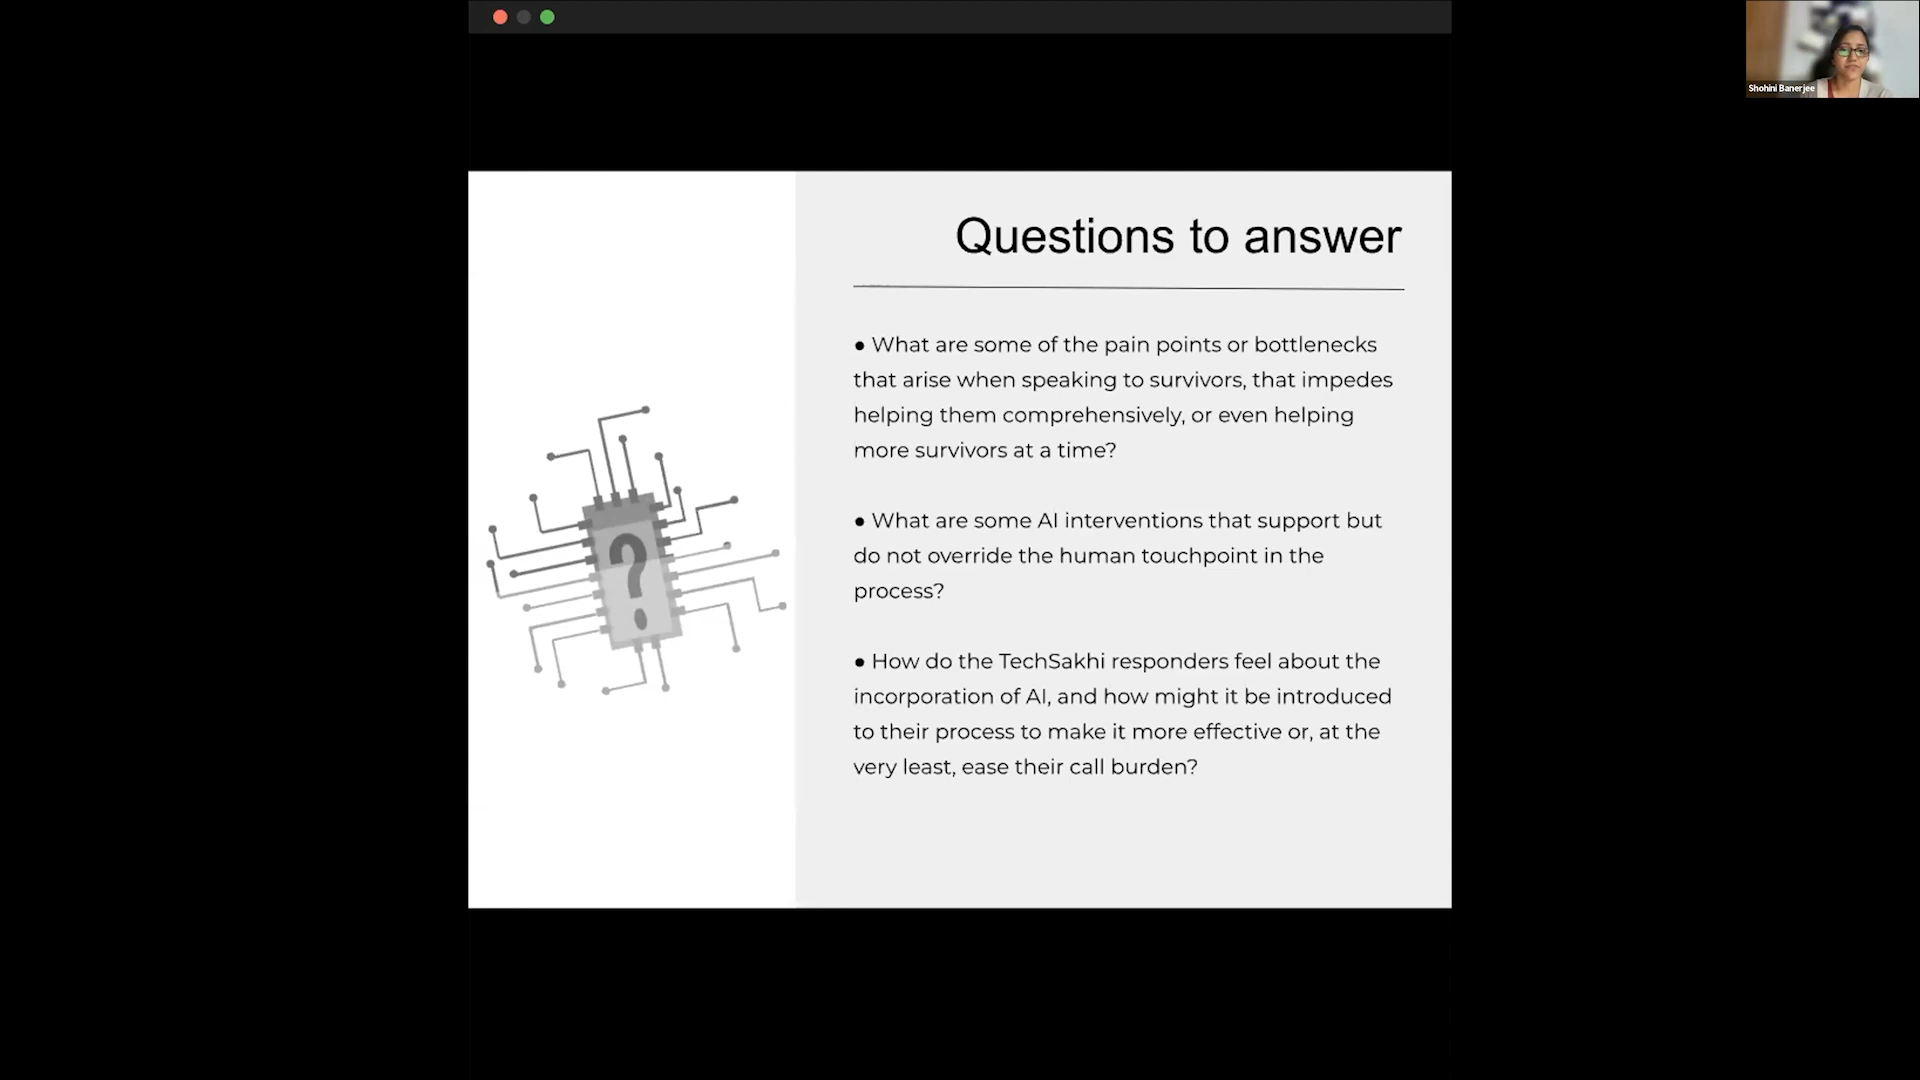 Shohini Banerjee
Questions to answer
● What are some of the pain points or bottlenecks
that arise when speaking to survivors, that impedes
helping them comprehensively, or even helping
more survivors at a time?
● What are some AI interventions that support but
do not override the human touchpoint in the
process?
● How do the TechSakhi responders feel about the
incorporation of AI, and how might it be introduced
to their process to make it more effective or, at the
very least, ease their call burden?
?